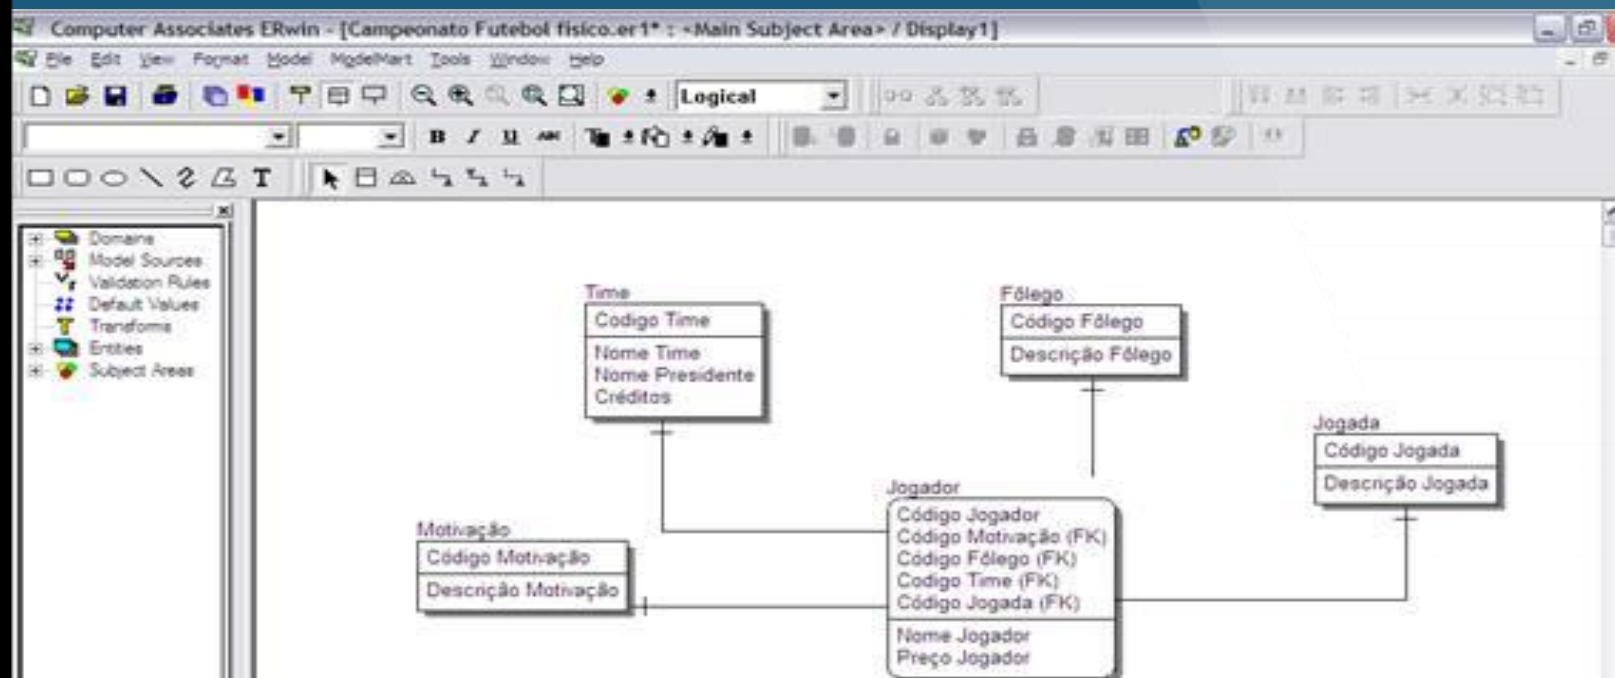 Computer Associates ERwin - [Campeonato Futebol fisico.er1* : <Main Subject Area> / Display1]
File Edit View Format Model ModelMart Tools Window Help
Logical
B I U ABC
T
Domains
Model Sources
Validation Rules
Default Values
Transforms
Entities
Subject Areas
Time
Codigo Time
Nome Time
Nome Presidente
Créditos
Fôlego
Código Fôlego
Descrição Fôlego
Jogada
Código Jogada
Descrição Jogada
Motivação
Código Motivação
Descrição Motivação
Jogador
Código Jogador
Código Motivação (FK)
Código Fôlego (FK)
Codigo Time (FK)
Código Jogada (FK)
Nome Jogador
Preço Jogador